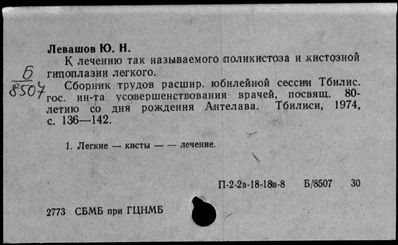 Левашов Ю. Н.
К лечению так называемого поликистоза и кистозной
гипоплазии легкого.
Б
8507
Сборник трудов расшир. юбилейной сессии Тбилис.
гос. ин-та усовершенствования врачей, посвящ. 80-
летию со дня рождения Антелава. Тбилиси, 1974,
с. 136—142.
1. Легкие — кисты — — лечение.
П-2-2в-18-18в-8 Б/8507 30
2773 СБМБ при ГЦНМБ